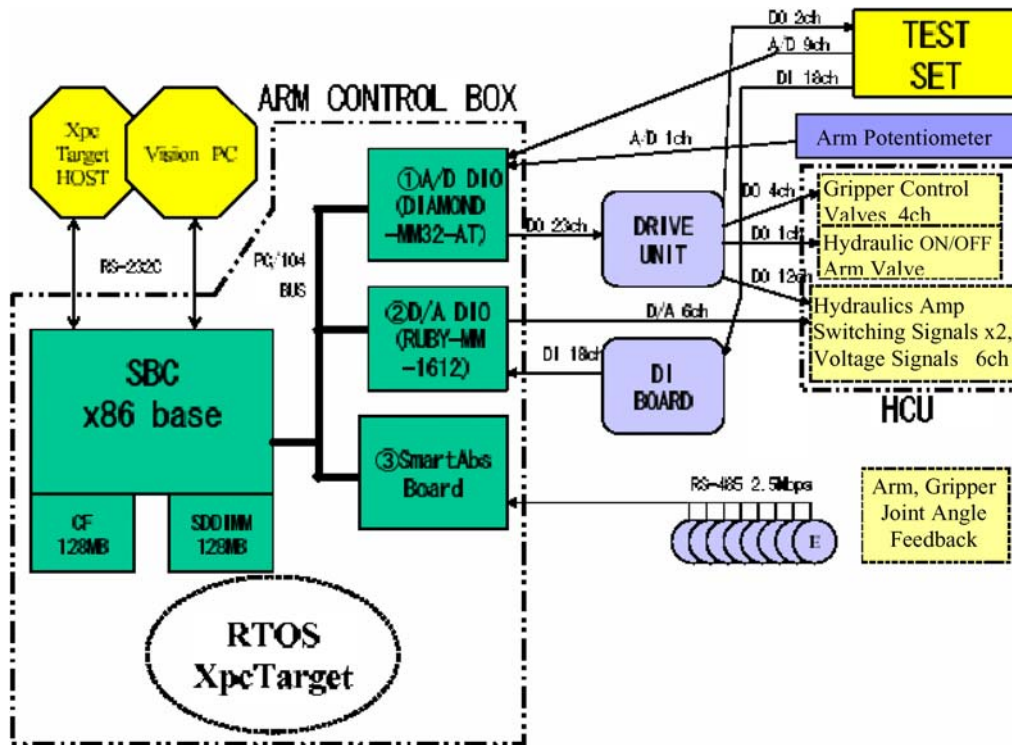 DO 2ch
A/D 9ch
DI 18ch
TEST
SET
ARM CONTROL BOX
Xpc
Target
HOST
Vision PC
A/D 1ch
Arm Potentiometer
①A/D DIO
(DIAMOND
-MM32-AT)
DO 23ch
DRIVE
UNIT
DO 4ch
Gripper Control
Valves 4ch
DO 1ch
Hydraulic ON/OFF
Arm Valve
DO 12ch
RS-232C
PC/104
BUS
②D/A DIO
(RUBY-MM
-1612)
D/A 6ch
Hydraulics Amp
Switching Signals x2,
Voltage Signals 6ch
DI 18ch
DI
BOARD
HCU
SBC
x86 base
③SmartAbs
Board
RS-485 2.5Mbps
E
Arm, Gripper
Joint Angle
Feedback
CF
128MB
SDDIMM
128MB
RTOS
XpcTarget